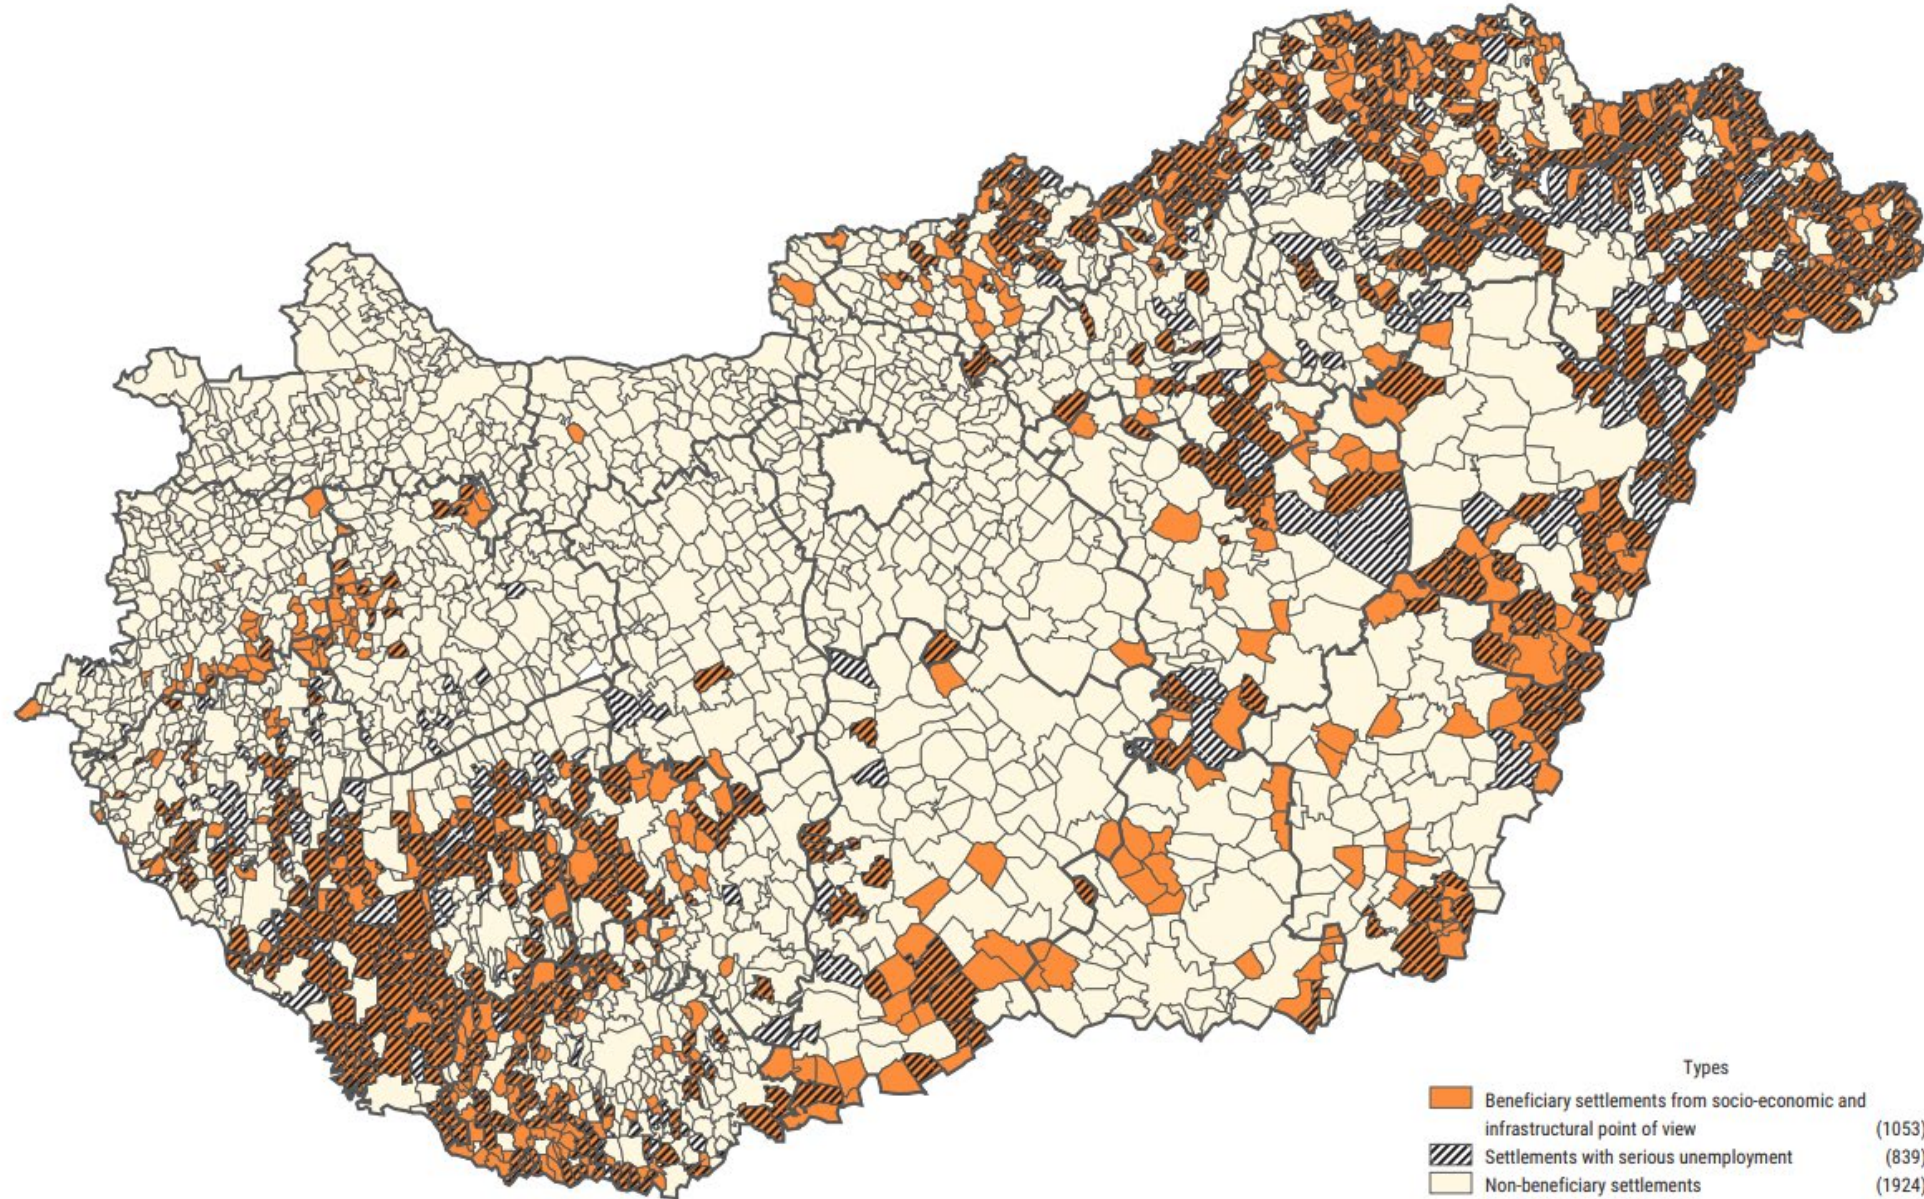 Types
Beneficiary settlements from socio-economic and
infrastructural point of view (1053)
Settlements with serious unemployment (839)
Non-beneficiary settlements (1924)